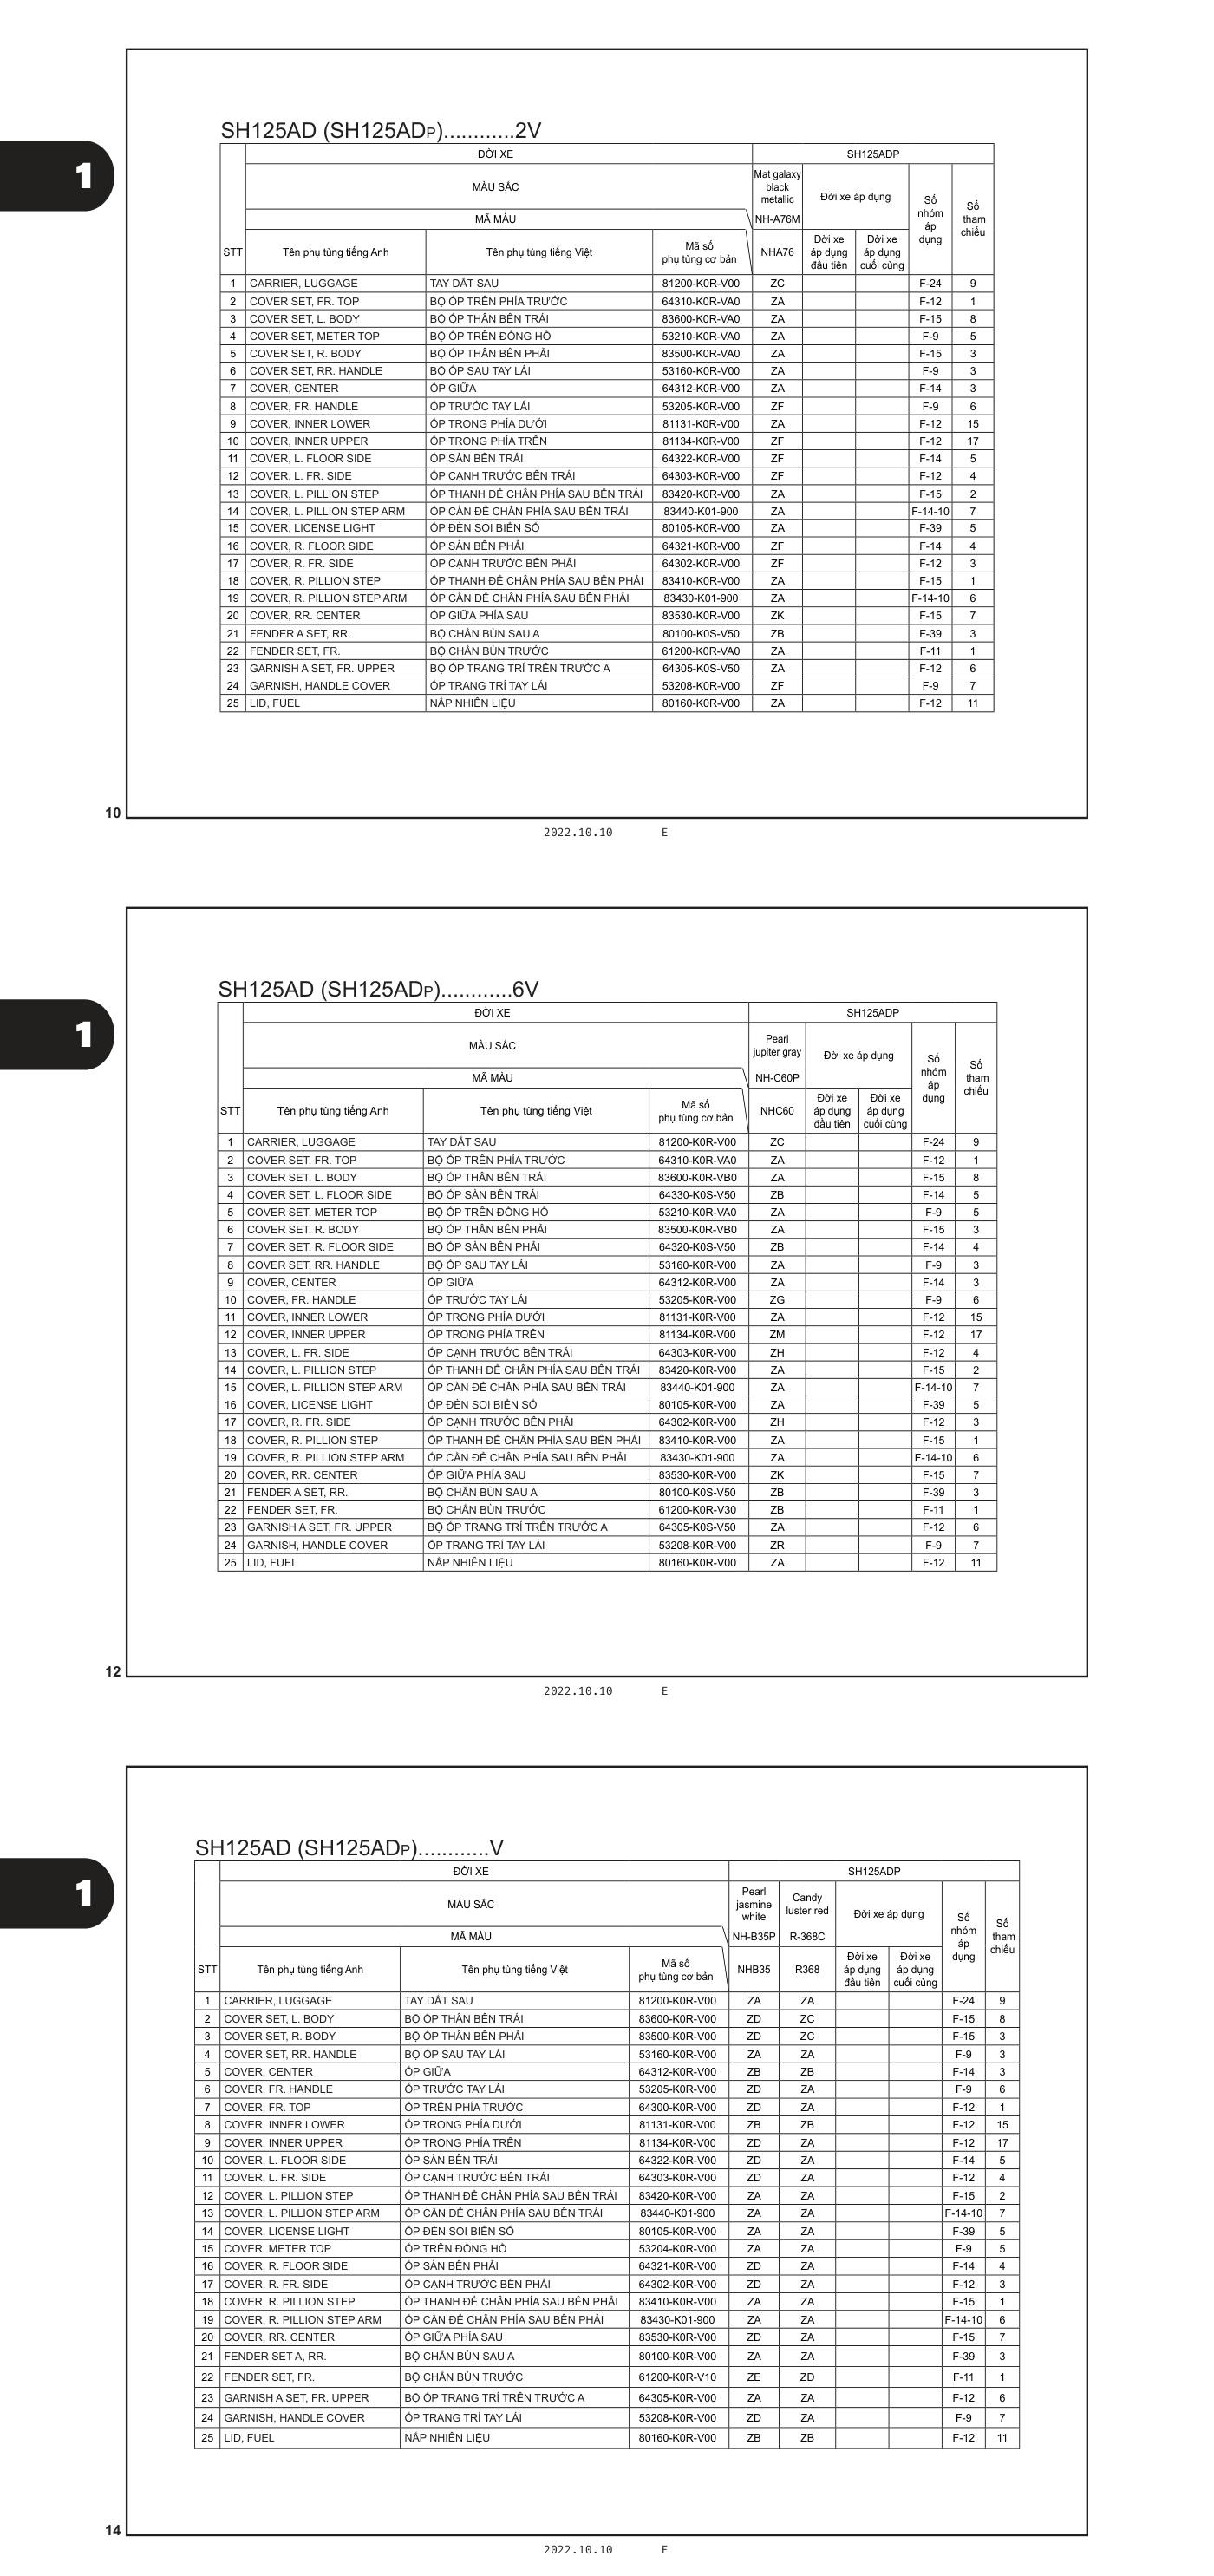 SH125AD (SH125ADP)............2V
1
ĐỜI XE SH125ADP
MÀU SẮC Mat galaxy black metallic Đời xe áp dụng Số nhóm áp dụng Số tham chiếu
MÃ MÀU NH-A76M
STT Tên phụ tùng tiếng Anh Tên phụ tùng tiếng Việt Mã số phụ tùng cơ bản NHA76 Đời xe áp dụng đầu tiên Đời xe áp dụng cuối cùng
1 CARRIER, LUGGAGE TAY DẮT SAU 81200-K0R-V00 ZC F-24 9
2 COVER SET, FR. TOP BỘ ỐP TRÊN PHÍA TRƯỚC 64310-K0R-VA0 ZA F-12 1
3 COVER SET, L. BODY BỘ ỐP THÂN BÊN TRÁI 83600-K0R-VA0 ZA F-15 8
4 COVER SET, METER TOP BỘ ỐP TRÊN ĐỒNG HỒ 53210-K0R-VA0 ZA F-9 5
5 COVER SET, R. BODY BỘ ỐP THÂN BÊN PHẢI 83500-K0R-VA0 ZA F-15 3
6 COVER SET, RR. HANDLE BỘ ỐP SAU TAY LÁI 53160-K0R-V00 ZA F-9 3
7 COVER, CENTER ỐP GIỮA 64312-K0R-V00 ZA F-14 3
8 COVER, FR. HANDLE ỐP TRƯỚC TAY LÁI 53205-K0R-V00 ZF F-9 6
9 COVER, INNER LOWER ỐP TRONG PHÍA DƯỚI 81131-K0R-V00 ZA F-12 15
10 COVER, INNER UPPER ỐP TRONG PHÍA TRÊN 81134-K0R-V00 ZF F-12 17
11 COVER, L. FLOOR SIDE ỐP SÀN BÊN TRÁI 64322-K0R-V00 ZF F-14 5
12 COVER, L. FR. SIDE ỐP CẠNH TRƯỚC BÊN TRÁI 64303-K0R-V00 ZF F-12 4
13 COVER, L. PILLION STEP ỐP THANH ĐỂ CHÂN PHÍA SAU BÊN TRÁI 83420-K0R-V00 ZA F-15 2
14 COVER, L. PILLION STEP ARM ỐP CẦN ĐỂ CHÂN PHÍA SAU BÊN TRÁI 83440-K01-900 ZA F-14-10 7
15 COVER, LICENSE LIGHT ỐP ĐÈN SOI BIỂN SỐ 80105-K0R-V00 ZA F-39 5
16 COVER, R. FLOOR SIDE ỐP SÀN BÊN PHẢI 64321-K0R-V00 ZF F-14 4
17 COVER, R. FR. SIDE ỐP CẠNH TRƯỚC BÊN PHẢI 64302-K0R-V00 ZF F-12 3
18 COVER, R. PILLION STEP ỐP THANH ĐỂ CHÂN PHÍA SAU BÊN PHẢI 83410-K0R-V00 ZA F-15 1
19 COVER, R. PILLION STEP ARM ỐP CẦN ĐỂ CHÂN PHÍA SAU BÊN PHẢI 83430-K01-900 ZA F-14-10 6
20 COVER, RR. CENTER ỐP GIỮA PHÍA SAU 83530-K0R-V00 ZK F-15 7
21 FENDER A SET, RR. BỘ CHẮN BÙN SAU A 80100-K0S-V50 ZB F-39 3
22 FENDER SET, FR. BỘ CHẮN BÙN TRƯỚC 61200-K0R-VA0 ZA F-11 1
23 GARNISH A SET, FR. UPPER BỘ ỐP TRANG TRÍ TRÊN TRƯỚC A 64305-K0S-V50 ZA F-12 6
24 GARNISH, HANDLE COVER ỐP TRANG TRÍ TAY LÁI 53208-K0R-V00 ZF F-9 7
25 LID, FUEL NẮP NHIÊN LIỆU 80160-K0R-V00 ZA F-12 11
10
2022.10.10 E
SH125AD (SH125ADP)............6V
1
ĐỜI XE SH125ADP
MÀU SẮC Pearl jupiter gray Đời xe áp dụng Số nhóm áp dụng Số tham chiếu
MÃ MÀU NH-C60P
STT Tên phụ tùng tiếng Anh Tên phụ tùng tiếng Việt Mã số phụ tùng cơ bản NHC60 Đời xe áp dụng đầu tiên Đời xe áp dụng cuối cùng
1 CARRIER, LUGGAGE TAY DẮT SAU 81200-K0R-V00 ZC F-24 9
2 COVER SET, FR. TOP BỘ ỐP TRÊN PHÍA TRƯỚC 64310-K0R-VA0 ZA F-12 1
3 COVER SET, L. BODY BỘ ỐP THÂN BÊN TRÁI 83600-K0R-VB0 ZA F-15 8
4 COVER SET, L. FLOOR SIDE BỘ ỐP SÀN BÊN TRÁI 64330-K0S-V50 ZB F-14 5
5 COVER SET, METER TOP BỘ ỐP TRÊN ĐỒNG HỒ 53210-K0R-VA0 ZA F-9 5
6 COVER SET, R. BODY BỘ ỐP THÂN BÊN PHẢI 83500-K0R-VB0 ZA F-15 3
7 COVER SET, R. FLOOR SIDE BỘ ỐP SÀN BÊN PHẢI 64320-K0S-V50 ZB F-14 4
8 COVER SET, RR. HANDLE BỘ ỐP SAU TAY LÁI 53160-K0R-V00 ZA F-9 3
9 COVER, CENTER ỐP GIỮA 64312-K0R-V00 ZA F-14 3
10 COVER, FR. HANDLE ỐP TRƯỚC TAY LÁI 53205-K0R-V00 ZG F-9 6
11 COVER, INNER LOWER ỐP TRONG PHÍA DƯỚI 81131-K0R-V00 ZA F-12 15
12 COVER, INNER UPPER ỐP TRONG PHÍA TRÊN 81134-K0R-V00 ZM F-12 17
13 COVER, L. FR. SIDE ỐP CẠNH TRƯỚC BÊN TRÁI 64303-K0R-V00 ZH F-12 4
14 COVER, L. PILLION STEP ỐP THANH ĐỂ CHÂN PHÍA SAU BÊN TRÁI 83420-K0R-V00 ZA F-15 2
15 COVER, L. PILLION STEP ARM ỐP CẦN ĐỂ CHÂN PHÍA SAU BÊN TRÁI 83440-K01-900 ZA F-14-10 7
16 COVER, LICENSE LIGHT ỐP ĐÈN SOI BIỂN SỐ 80105-K0R-V00 ZA F-39 5
17 COVER, R. FR. SIDE ỐP CẠNH TRƯỚC BÊN PHẢI 64302-K0R-V00 ZH F-12 3
18 COVER, R. PILLION STEP ỐP THANH ĐỂ CHÂN PHÍA SAU BÊN PHẢI 83410-K0R-V00 ZA F-15 1
19 COVER, R. PILLION STEP ARM ỐP CẦN ĐỂ CHÂN PHÍA SAU BÊN PHẢI 83430-K01-900 ZA F-14-10 6
20 COVER, RR. CENTER ỐP GIỮA PHÍA SAU 83530-K0R-V00 ZK F-15 7
21 FENDER A SET, RR. BỘ CHẮN BÙN SAU A 80100-K0S-V50 ZB F-39 3
22 FENDER SET, FR. BỘ CHẮN BÙN TRƯỚC 61200-K0R-V30 ZB F-11 1
23 GARNISH A SET, FR. UPPER BỘ ỐP TRANG TRÍ TRÊN TRƯỚC A 64305-K0S-V50 ZA F-12 6
24 GARNISH, HANDLE COVER ỐP TRANG TRÍ TAY LÁI 53208-K0R-V00 ZR F-9 7
25 LID, FUEL NẮP NHIÊN LIỆU 80160-K0R-V00 ZA F-12 11
12
2022.10.10 E
SH125AD (SH125ADP)............V
1
ĐỜI XE SH125ADP
MÀU SẮC Pearl jasmine white Candy luster red Đời xe áp dụng Số nhóm áp dụng Số tham chiếu
MÃ MÀU NH-B35P R-368C
STT Tên phụ tùng tiếng Anh Tên phụ tùng tiếng Việt Mã số phụ tùng cơ bản NHB35 R368 Đời xe áp dụng đầu tiên Đời xe áp dụng cuối cùng
1 CARRIER, LUGGAGE TAY DẮT SAU 81200-K0R-V00 ZA ZA F-24 9
2 COVER SET, L. BODY BỘ ỐP THÂN BÊN TRÁI 83600-K0R-V00 ZD ZC F-15 8
3 COVER SET, R. BODY BỘ ỐP THÂN BÊN PHẢI 83500-K0R-V00 ZD ZC F-15 3
4 COVER SET, RR. HANDLE BỘ ỐP SAU TAY LÁI 53160-K0R-V00 ZA ZA F-9 3
5 COVER, CENTER ỐP GIỮA 64312-K0R-V00 ZB ZB F-14 3
6 COVER, FR. HANDLE ỐP TRƯỚC TAY LÁI 53205-K0R-V00 ZD ZA F-9 6
7 COVER, FR. TOP ỐP TRÊN PHÍA TRƯỚC 64300-K0R-V00 ZD ZA F-12 1
8 COVER, INNER LOWER ỐP TRONG PHÍA DƯỚI 81131-K0R-V00 ZB ZB F-12 15
9 COVER, INNER UPPER ỐP TRONG PHÍA TRÊN 81134-K0R-V00 ZD ZA F-12 17
10 COVER, L. FLOOR SIDE ỐP SÀN BÊN TRÁI 64322-K0R-V00 ZD ZA F-14 5
11 COVER, L. FR. SIDE ỐP CẠNH TRƯỚC BÊN TRÁI 64303-K0R-V00 ZD ZA F-12 4
12 COVER, L. PILLION STEP ỐP THANH ĐỂ CHÂN PHÍA SAU BÊN TRÁI 83420-K0R-V00 ZA ZA F-15 2
13 COVER, L. PILLION STEP ARM ỐP CẦN ĐỂ CHÂN PHÍA SAU BÊN TRÁI 83440-K01-900 ZA ZA F-14-10 7
14 COVER, LICENSE LIGHT ỐP ĐÈN SOI BIỂN SỐ 80105-K0R-V00 ZA ZA F-39 5
15 COVER, METER TOP ỐP TRÊN ĐỒNG HỒ 53204-K0R-V00 ZA ZA F-9 5
16 COVER, R. FLOOR SIDE ỐP SÀN BÊN PHẢI 64321-K0R-V00 ZD ZA F-14 4
17 COVER, R. FR. SIDE ỐP CẠNH TRƯỚC BÊN PHẢI 64302-K0R-V00 ZD ZA F-12 3
18 COVER, R. PILLION STEP ỐP THANH ĐỂ CHÂN PHÍA SAU BÊN PHẢI 83410-K0R-V00 ZA ZA F-15 1
19 COVER, R. PILLION STEP ARM ỐP CẦN ĐỂ CHÂN PHÍA SAU BÊN PHẢI 83430-K01-900 ZA ZA F-14-10 6
20 COVER, RR. CENTER ỐP GIỮA PHÍA SAU 83530-K0R-V00 ZD ZA F-15 7
21 FENDER SET A, RR. BỘ CHẮN BÙN SAU A 80100-K0R-V00 ZA ZA F-39 3
22 FENDER SET, FR. BỘ CHẮN BÙN TRƯỚC 61200-K0R-V10 ZE ZD F-11 1
23 GARNISH A SET, FR. UPPER BỘ ỐP TRANG TRÍ TRÊN TRƯỚC A 64305-K0R-V00 ZA ZA F-12 6
24 GARNISH, HANDLE COVER ỐP TRANG TRÍ TAY LÁI 53208-K0R-V00 ZD ZA F-9 7
25 LID, FUEL NẮP NHIÊN LIỆU 80160-K0R-V00 ZB ZB F-12 11
14
2022.10.10 E